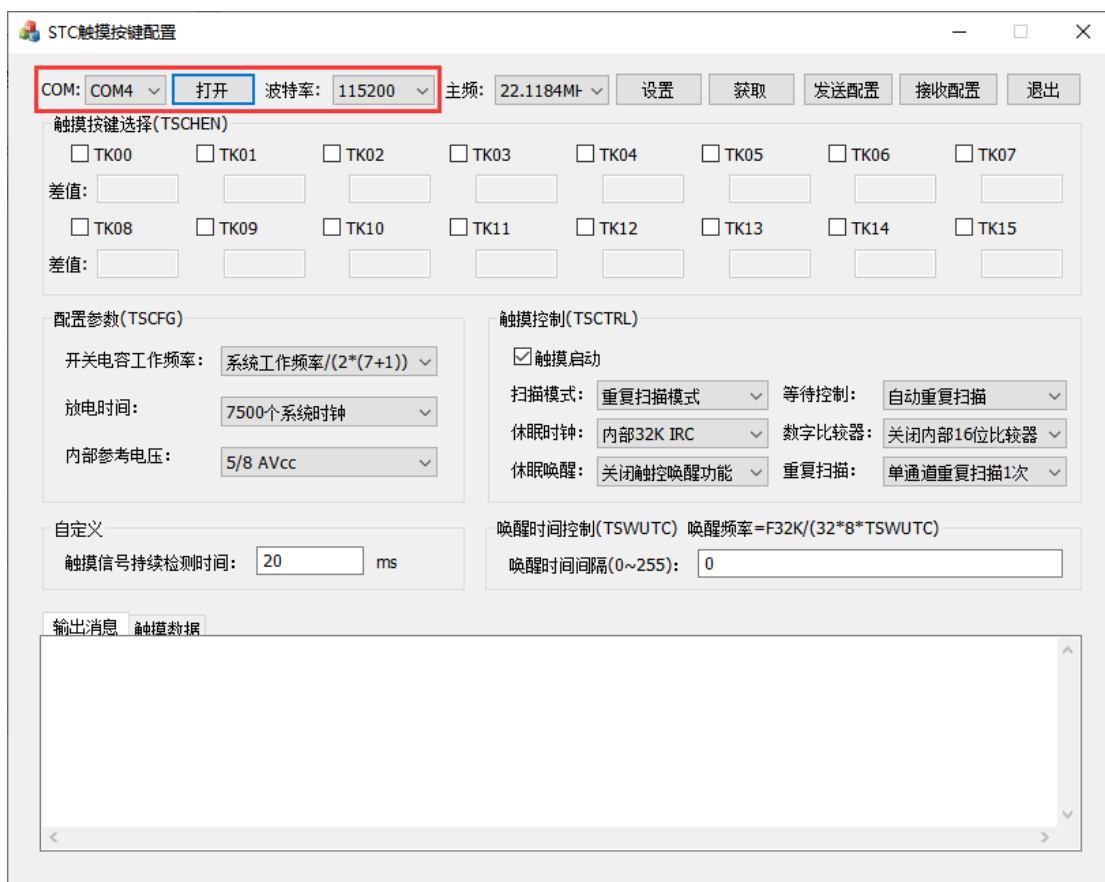 STC触摸按键配置
COM: COM4 打开 波特率: 115200 主频: 22.1184MH 设置 获取 发送配置 接收配置 退出
触摸按键选择(TSCHEN)
TK00 TK01 TK02 TK03 TK04 TK05 TK06 TK07
差值:
TK08 TK09 TK10 TK11 TK12 TK13 TK14 TK15
差值:
配置参数(TSCFG)
开关电容工作频率: 系统工作频率/(2*(7+1))
放电时间: 7500个系统时钟
内部参考电压: 5/8 AVcc
触摸控制(TSCTRL)
触摸启动
扫描模式: 重复扫描模式 等待控制: 自动重复扫描
休眠时钟: 内部32K IRC 数字比较器: 关闭内部16位比较器
休眠唤醒: 关闭触控唤醒功能 重复扫描: 单通道重复扫描1次
自定义
触摸信号持续检测时间: 20 ms
唤醒时间控制(TSWUTC) 唤醒频率=F32K/(32*8*TSWUTC)
唤醒时间间隔(0~255): 0
输出消息 触摸数据